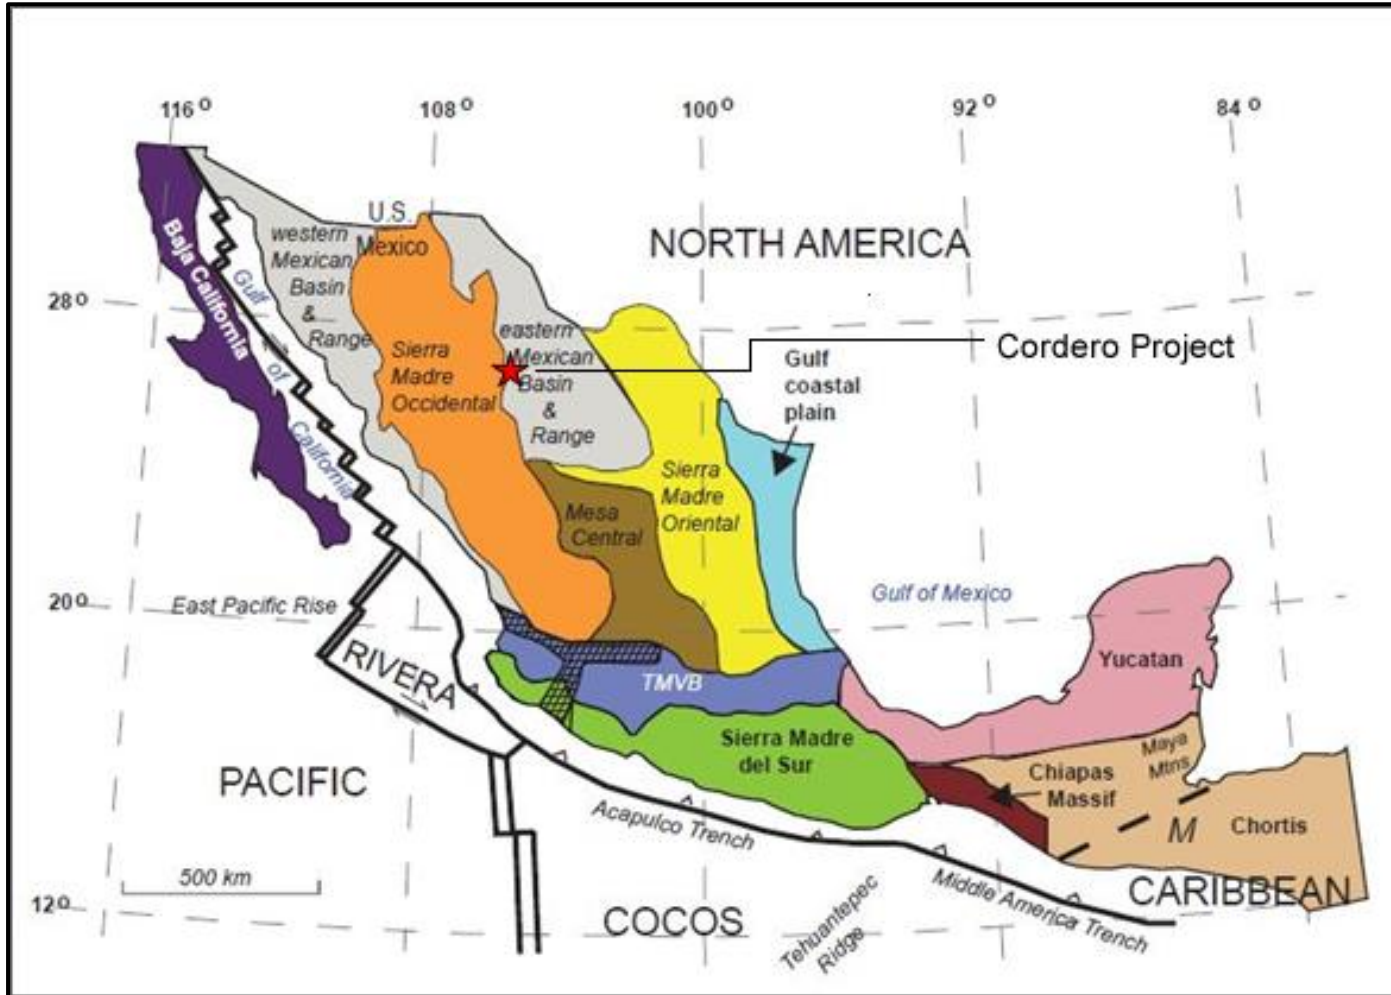 116 o
108 o
100 o
92 o
84 o
U.S.
Mexico
western
Mexican
Basin
&
Range
NORTH AMERICA
Baja California
Gulf
of
California
28 o
eastern
Mexican
Basin
&
Range
Cordero Project
Sierra
Madre
Occidental
Gulf
coastal
plain
Sierra
Madre
Oriental
Mesa
Central
20 o
East Pacific Rise
Gulf of Mexico
RIVERA
TMVB
Yucatan
Sierra Madre
del Sur
Maya
Mtns
Chiapas
Massif
PACIFIC
Acapulco Trench
M
Chortis
500 km
CARIBBEAN
12 o
COCOS
Tehuantepec
Ridge
Middle America Trench